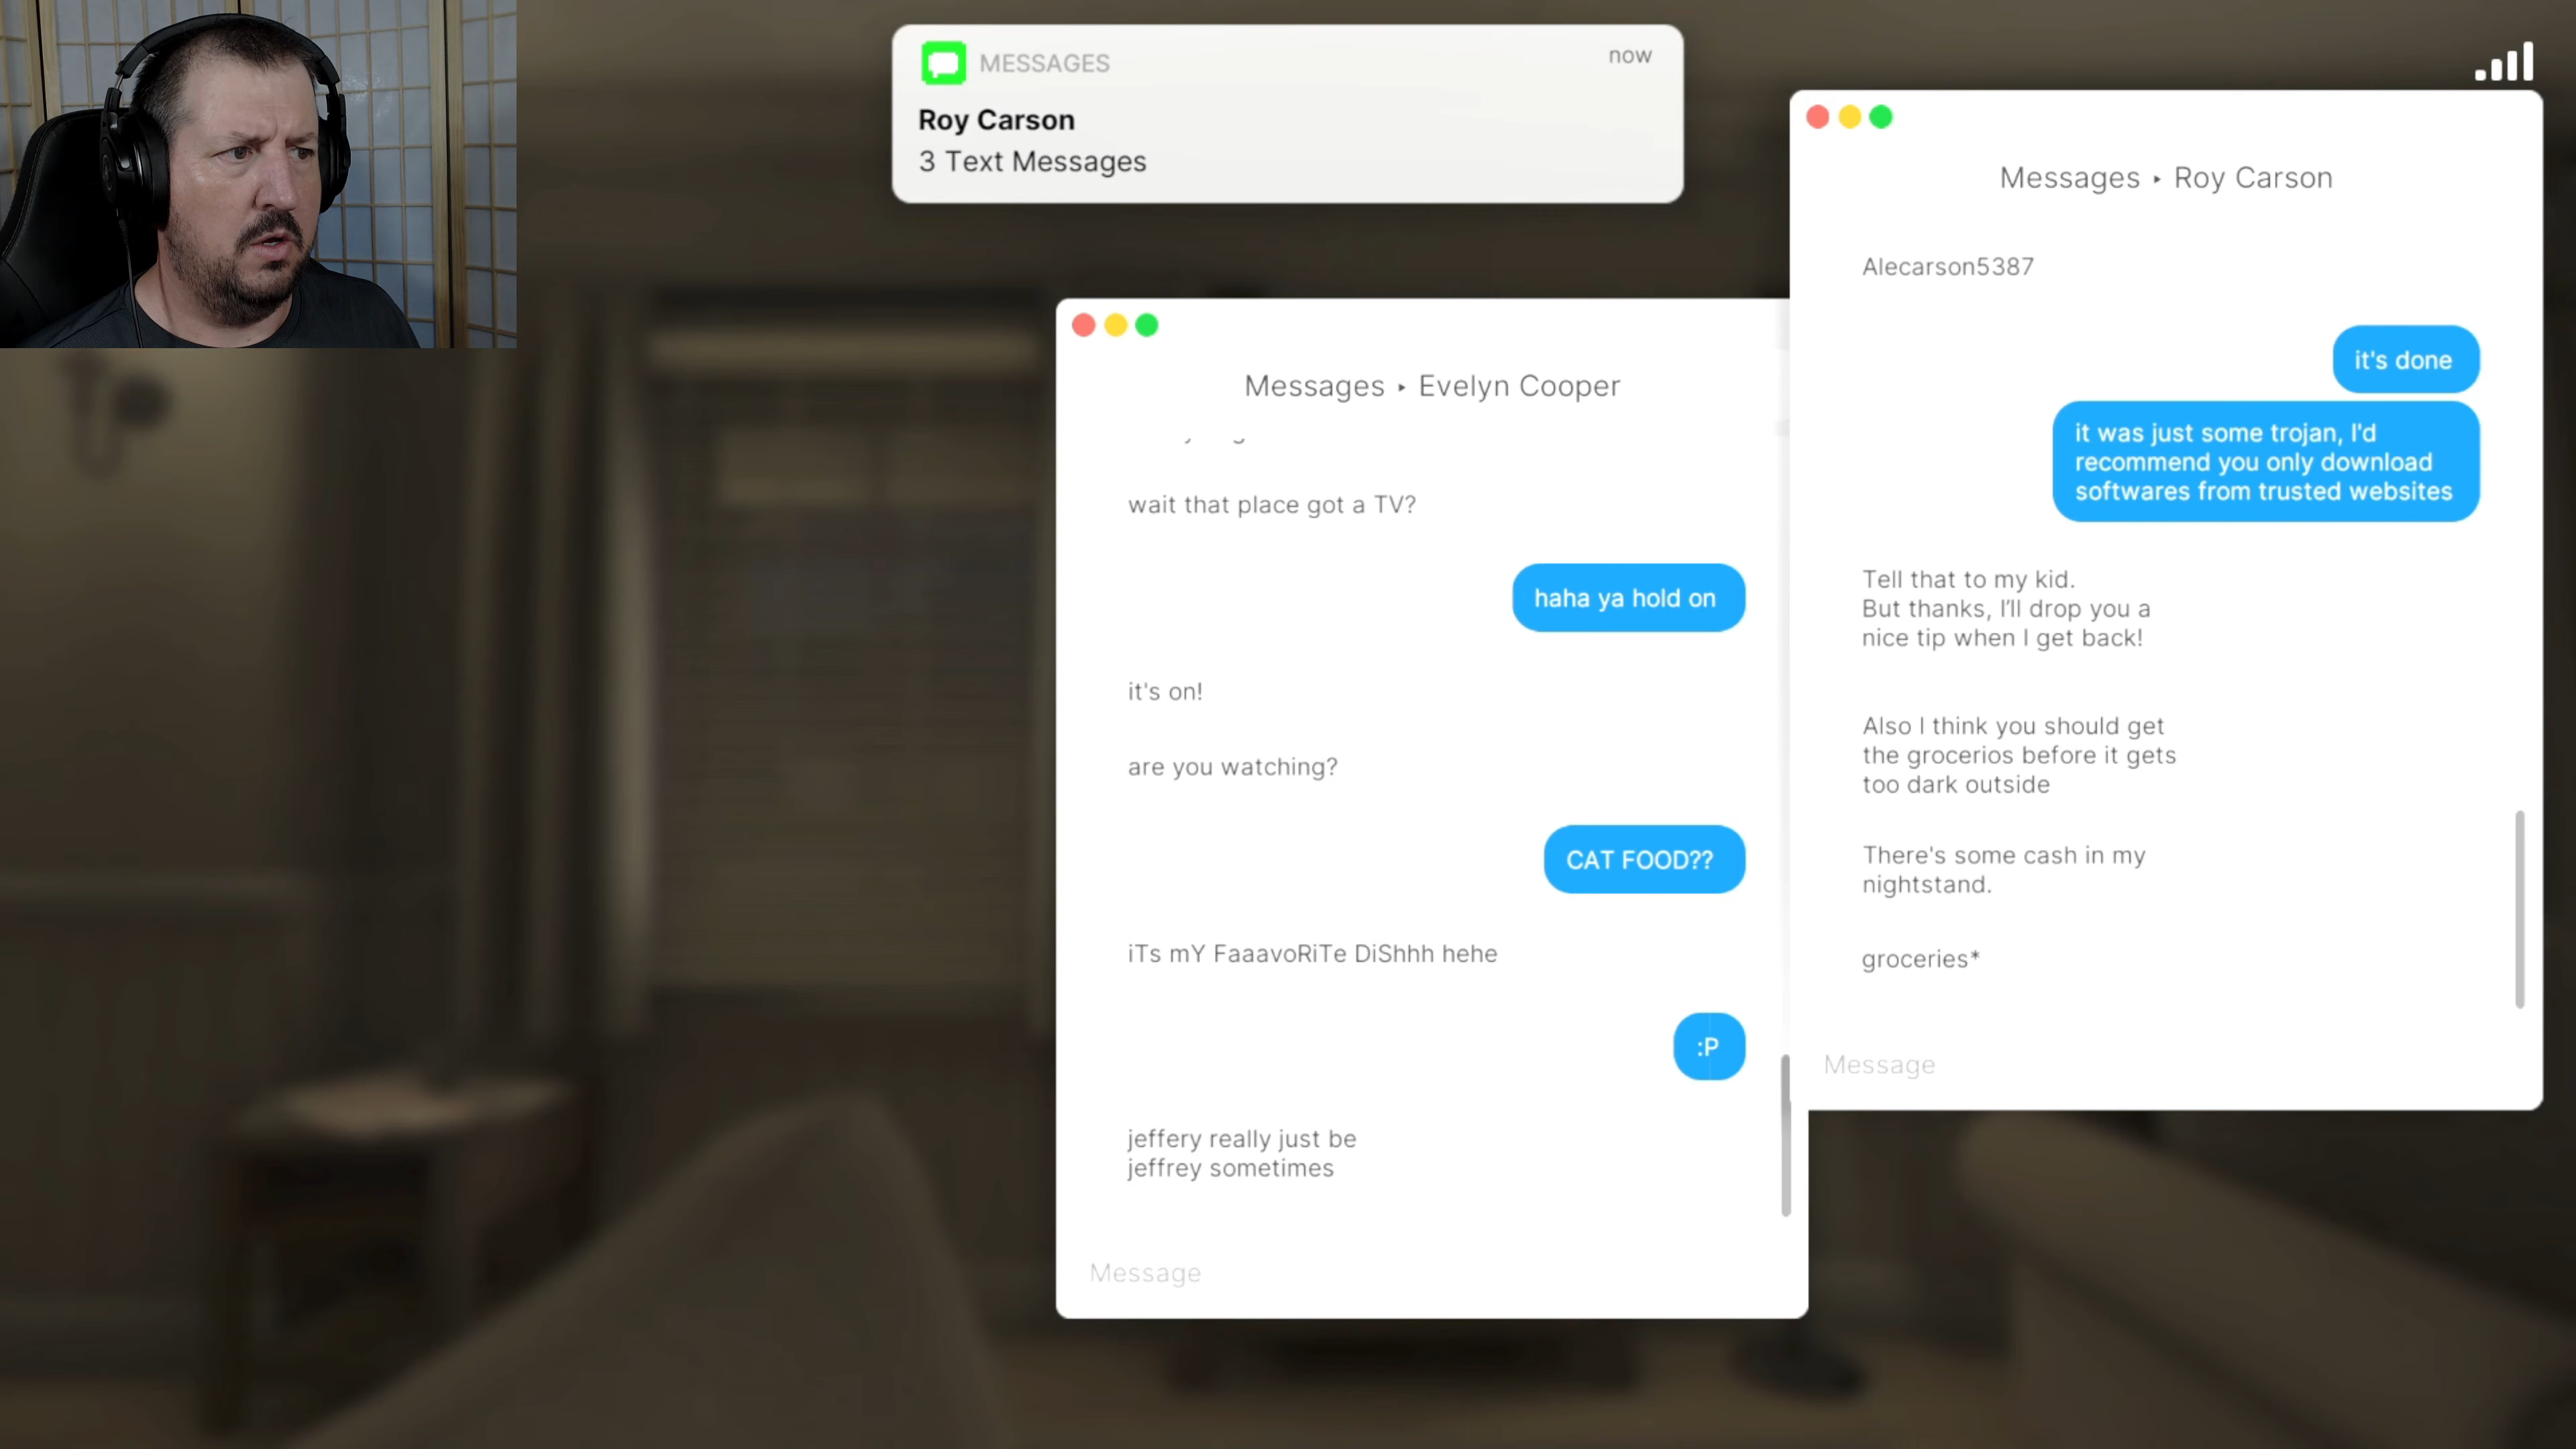 MESSAGES
now
Roy Carson
3 Text Messages
Messages ‣ Evelyn Cooper
wait that place got a TV?
haha ya hold on
it's on!
are you watching?
CAT FOOD??
iTs mY FaaavoRiTe DiShhh hehe
:P
jeffery really just be
jeffrey sometimes
Message
Messages ‣ Roy Carson
Alecarson5387
it's done
it was just some trojan, I'd
recommend you only download
softwares from trusted websites
Tell that to my kid.
But thanks, I'll drop you a
nice tip when I get back!
Also I think you should get
the grocerios before it gets
too dark outside
There's some cash in my
nightstand.
groceries*
Message